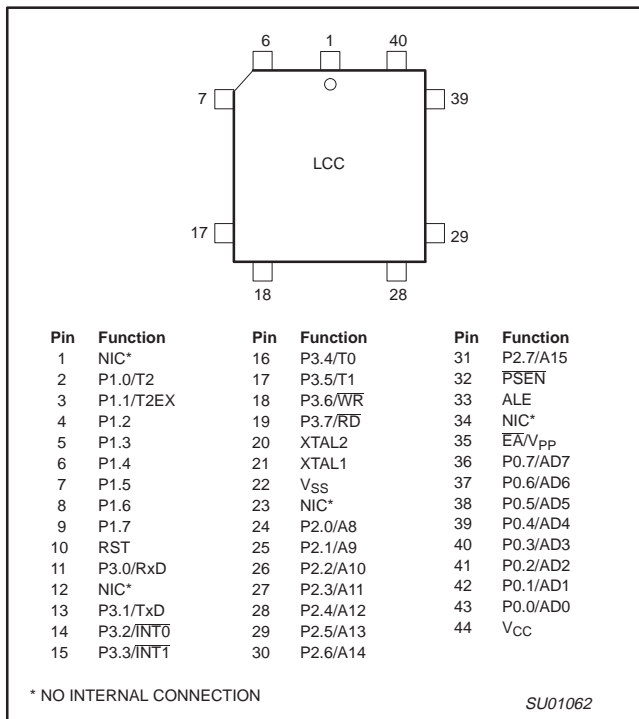 6 1 40
7 39
LCC
17 29
18 28
Pin Function Pin Function Pin Function
1 NIC* 16 P3.4/T0 31 P2.7/A15
2 P1.0/T2 17 P3.5/T1 32 P̅S̅E̅N̅
3 P1.1/T2EX 18 P3.6/W̅R̅ 33 ALE
4 P1.2 19 P3.7/R̅D̅ 34 NIC*
5 P1.3 20 XTAL2 35 E̅A̅/VPP
6 P1.4 21 XTAL1 36 P0.7/AD7
7 P1.5 22 VSS 37 P0.6/AD6
8 P1.6 23 NIC* 38 P0.5/AD5
9 P1.7 24 P2.0/A8 39 P0.4/AD4
10 RST 25 P2.1/A9 40 P0.3/AD3
11 P3.0/RxD 26 P2.2/A10 41 P0.2/AD2
12 NIC* 27 P2.3/A11 42 P0.1/AD1
13 P3.1/TxD 28 P2.4/A12 43 P0.0/AD0
14 P3.2/I̅N̅T̅0̅ 29 P2.5/A13 44 VCC
15 P3.3/I̅N̅T̅1̅ 30 P2.6/A14
* NO INTERNAL CONNECTION
SU01062